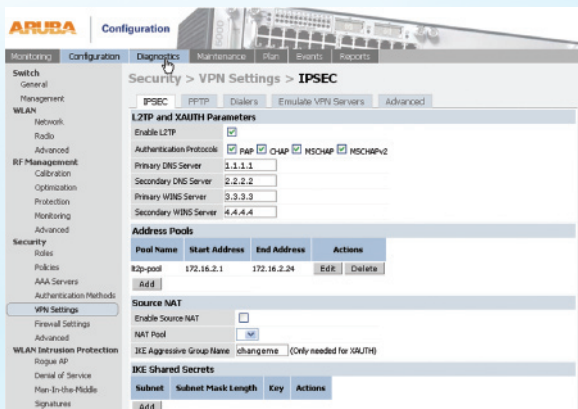 ARUBA Configuration
Monitoring Configuration Diagnostics Maintenance Plan Events Reports
Switch
General
Management
WLAN
Network
Radio
Advanced
RF Management
Calibration
Optimization
Protection
Monitoring
Advanced
Security
Roles
Policies
AAA Servers
Authentication Methods
VPN Settings
Firewall Settings
Advanced
WLAN Intrusion Protection
Rogue AP
Denial of Service
Man-In-the-Middle
Signatures
Security > VPN Settings > IPSEC
IPSEC PPTP Dialers Emulate VPN Servers Advanced
L2TP and XAUTH Parameters
Enable L2TP
Authentication Protocols PAP CHAP MSCHAP MSCHAPv2
Primary DNS Server 1.1.1.1
Secondary DNS Server 2.2.2.2
Primary WINS Server 3.3.3.3
Secondary WINS Server 4.4.4.4
Address Pools
Pool Name Start Address End Address Actions
lt2p-pool 172.16.2.1 172.16.2.24 Edit Delete
Add
Source NAT
Enable Source NAT
NAT Pool
IKE Aggressive Group Name changeme (Only needed for XAUTH)
IKE Shared Secrets
Subnet Subnet Mask Length Key Actions
Add